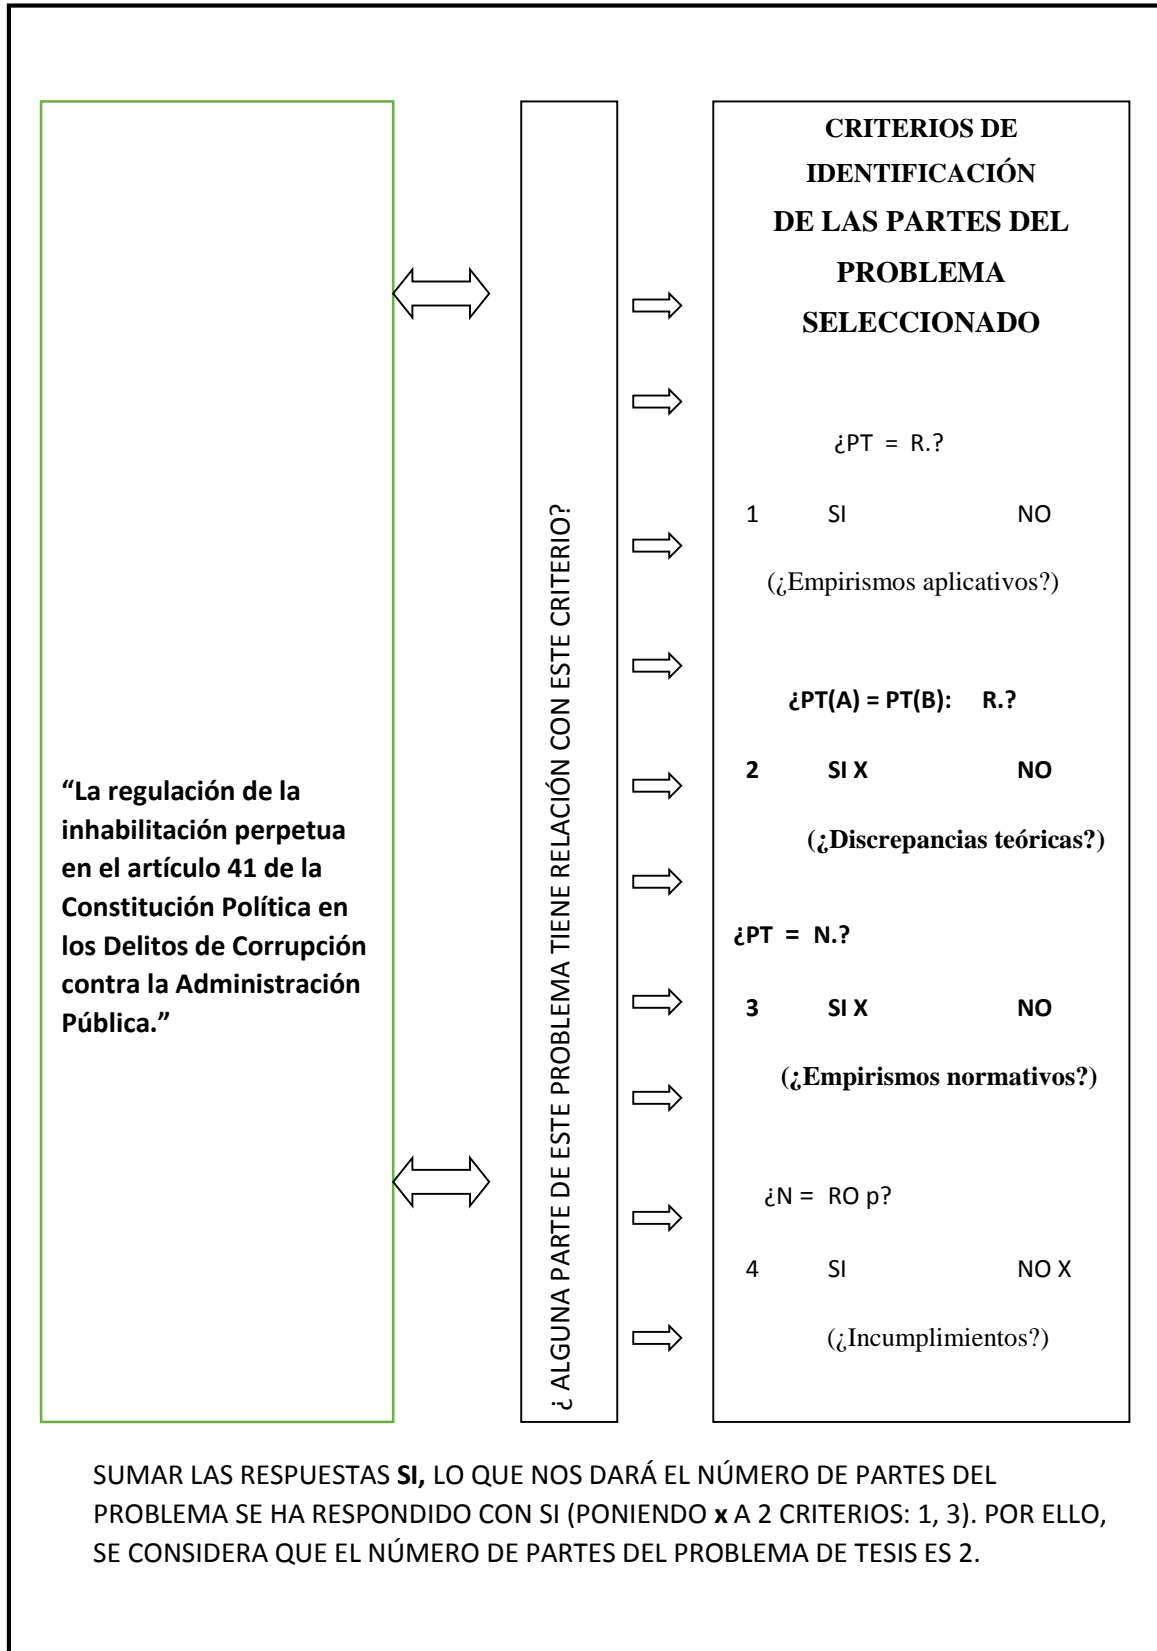 “La regulación de la
inhabilitación perpetua
en el artículo 41 de la
Constitución Política en
los Delitos de Corrupción
contra la Administración
Pública.”
¿ ALGUNA PARTE DE ESTE PROBLEMA TIENE RELACIÓN CON ESTE CRITERIO?
CRITERIOS DE
IDENTIFICACIÓN
DE LAS PARTES DEL
PROBLEMA
SELECCIONADO
¿PT = R.?
1 SI NO
(¿Empirismos aplicativos?)
¿PT(A) = PT(B): R.?
2 SI X NO
(¿Discrepancias teóricas?)
¿PT = N.?
3 SI X NO
(¿Empirismos normativos?)
¿N = RO p?
4 SI NO X
(¿Incumplimientos?)
SUMAR LAS RESPUESTAS SI, LO QUE NOS DARÁ EL NÚMERO DE PARTES DEL
PROBLEMA SE HA RESPONDIDO CON SI (PONIENDO x A 2 CRITERIOS: 1, 3). POR ELLO,
SE CONSIDERA QUE EL NÚMERO DE PARTES DEL PROBLEMA DE TESIS ES 2.